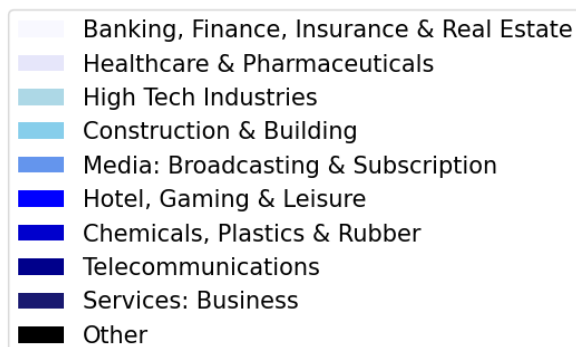 Banking, Finance, Insurance & Real Estate
Healthcare & Pharmaceuticals
High Tech Industries
Construction & Building
Media: Broadcasting & Subscription
Hotel, Gaming & Leisure
Chemicals, Plastics & Rubber
Telecommunications
Services: Business
Other